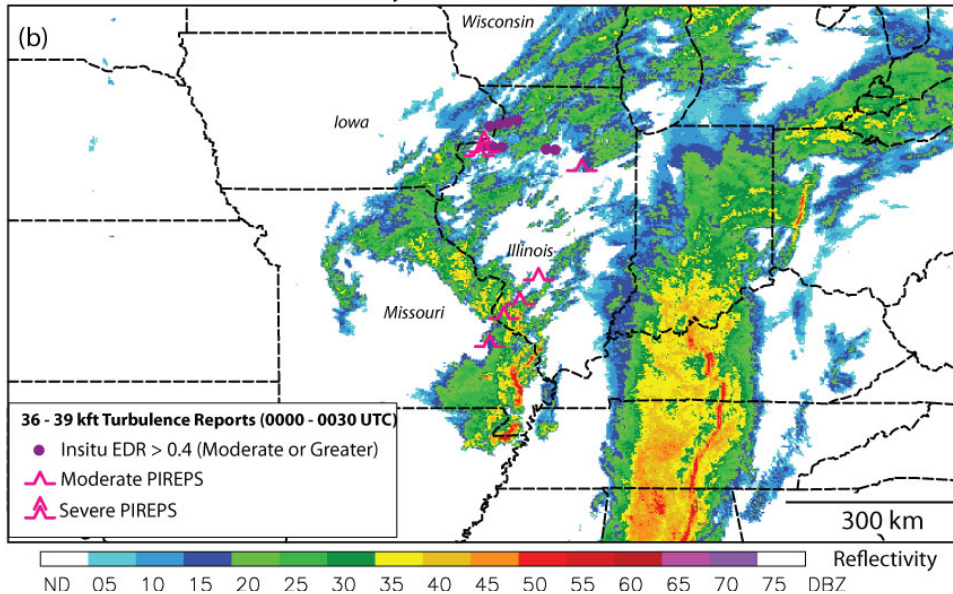 (b)
Wisconsin
Iowa
Illinois
Missouri
36 - 39 kft Turbulence Reports (0000 - 0030 UTC)
Insitu EDR > 0.4 (Moderate or Greater)
Moderate PIREPS
Severe PIREPS
300 km
Reflectivity
ND 05 10 15 20 25 30 35 40 45 50 55 60 65 70 75 DBZ